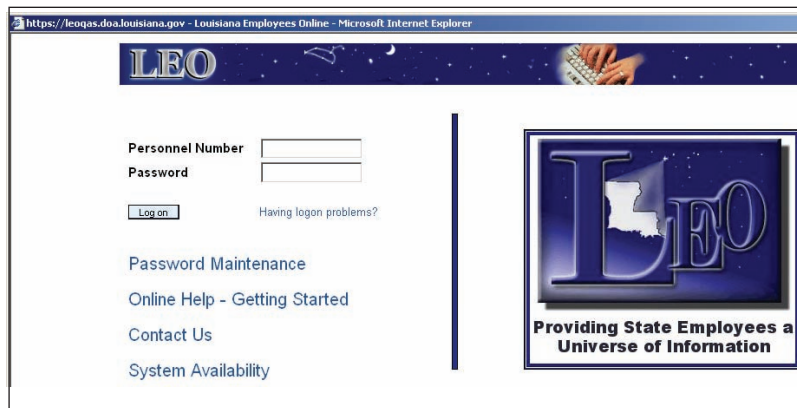 https://leoqas.doa.louisiana.gov - Louisiana Employees Online - Microsoft Internet Explorer
LEO
Personnel Number
Password
Log on Having logon problems?
Password Maintenance
Online Help - Getting Started
Contact Us
System Availability
LEO
Providing State Employees a
Universe of Information